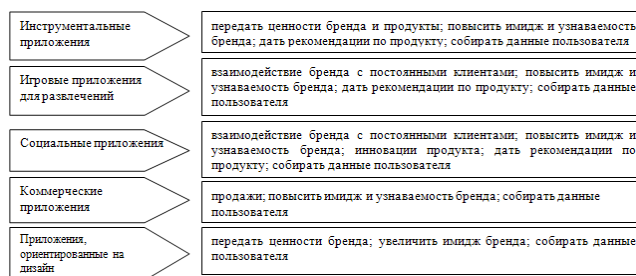 Инструментальные
приложения
передать ценности бренда и продукты; повысить имидж и узнаваемость
бренда; дать рекомендации по продукту; собирать данные пользователя
Игровые приложения
для развлечений
взаимодействие бренда с постоянными клиентами; повысить имидж и
узнаваемость бренда; дать рекомендации по продукту; собирать данные
пользователя
Социальные приложения
взаимодействие бренда с постоянными клиентами; повысить имидж и
узнаваемость бренда; инновации продукта; дать рекомендации по
продукту; собирать данные пользователя
Коммерческие
приложения
продажи; повысить имидж и узнаваемость бренда; собирать данные
пользователя
Приложения,
ориентированные на
дизайн
передать ценности бренда; увеличить имидж бренда; собирать данные
пользователя